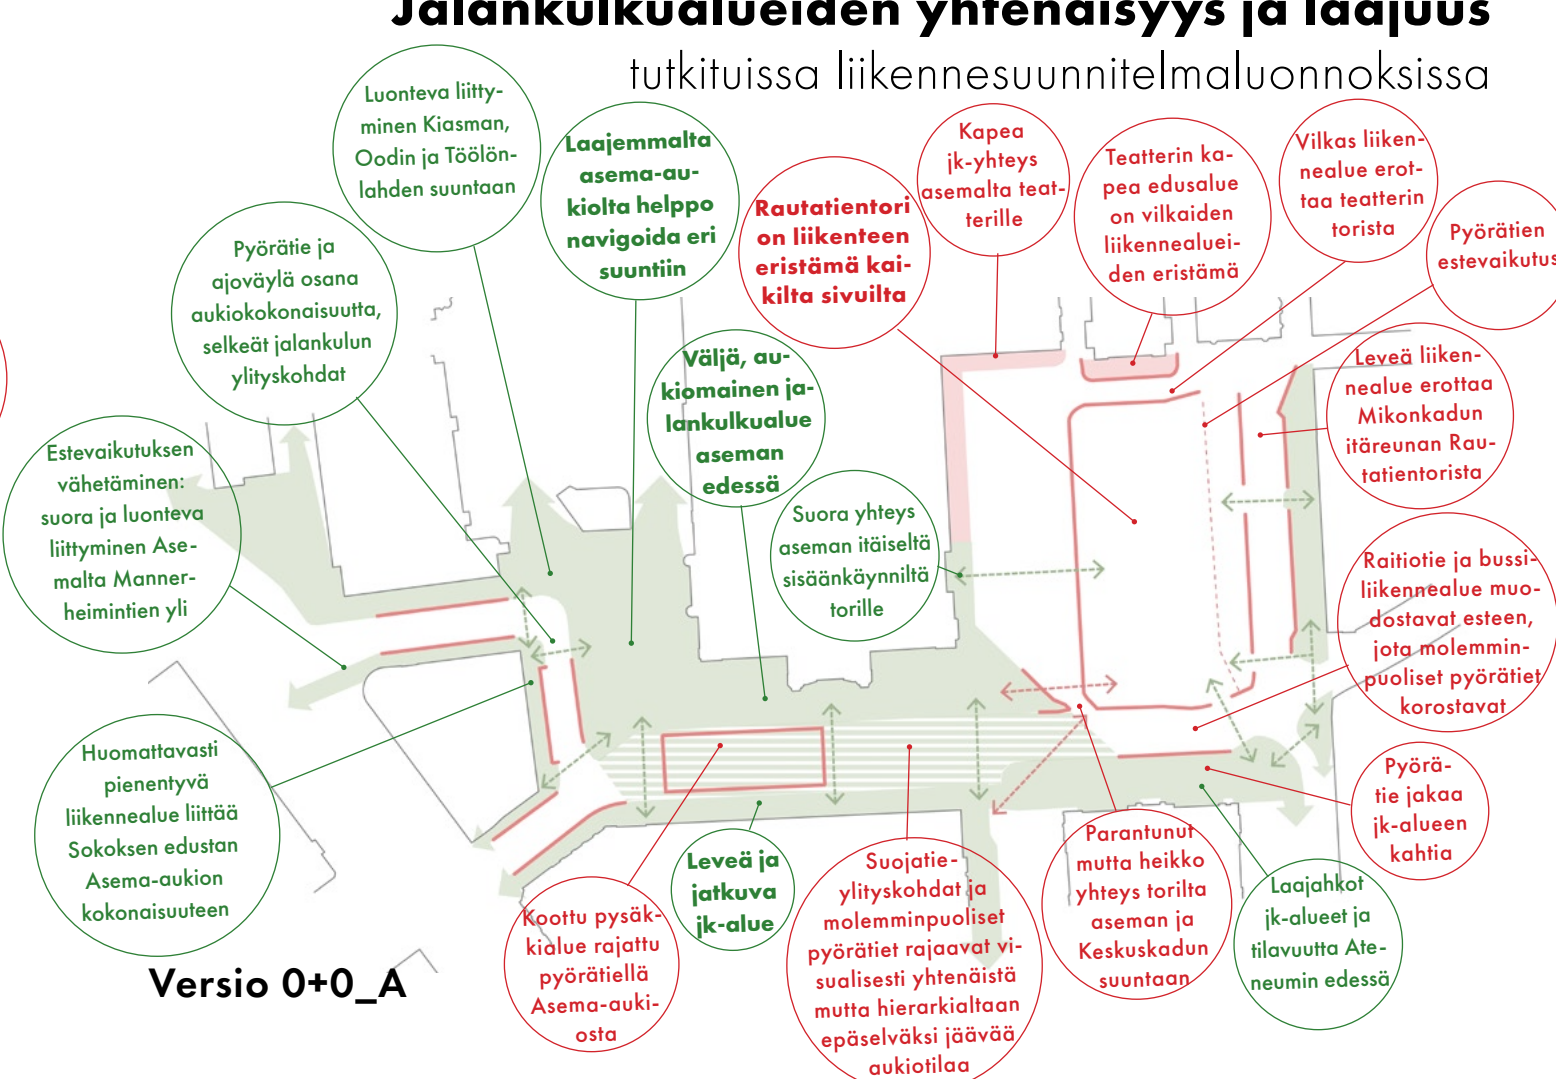 Jalankulkualueiden yhtenäisyys ja laajuus
tutkituissa liikennesuunnitelmaluonnoksissa
Luonteva liitty-
minen Kiasman,
Oodin ja Töölön-
lahden suuntaan
Laajemmalta
asema-au-
kiolta helppo
navigoida eri
suuntiin
Rautatientori
on liikenteen
eristämä kai-
kilta sivuilta
Kapea
jk-yhteys
asemalta teat-
terille
Teatterin ka-
pea edusalue
on vilkaiden
liikennealuei-
den eristämä
Vilkas liiken-
nealue erot-
taa teatterin
torista
Pyörätien
estevaikutus
Pyörätie ja
ajoväylä osana
aukiokokonaisuutta,
selkeät jalankulun
ylityskohdat
Väljä, au-
kiomainen ja-
lankulkualue
aseman
edessä
Leveä liiken-
nealue erottaa
Mikonkadun
itäreunan Rau-
tatientorista
Estevaikutuksen
vähetäminen:
suora ja luonteva
liittyminen Ase-
malta Manner-
heimintien yli
Suora yhteys
aseman itäiseltä
sisäänkäynniltä
torille
Raitiotie ja bussi-
liikennealue muo-
dostavat esteen,
jota molemmin-
puoliset pyörätiet
korostavat
Huomattavasti
pienentyvä
liikennealue liittää
Sokoksen edustan
Asema-aukion
kokonaisuuteen
Pyörä-
tie jakaa
jk-alueen
kahtia
Leveä ja
jatkuva
jk-alue
Koottu pysäk-
kialue rajattu
pyörätiellä
Asema-auki-
osta
Suojatie-
ylityskohdat ja
molemminpuoliset
pyörätiet rajaavat vi-
sualisesti yhtenäistä
mutta hierarkialtaan
epäselväksi jäävää
aukiotilaa
Parantunut
mutta heikko
yhteys torilta
aseman ja
Keskuskadun
suuntaan
Laajahkot
jk-alueet ja
tilavuutta Ate-
neumin edessä
Versio 0+0_A